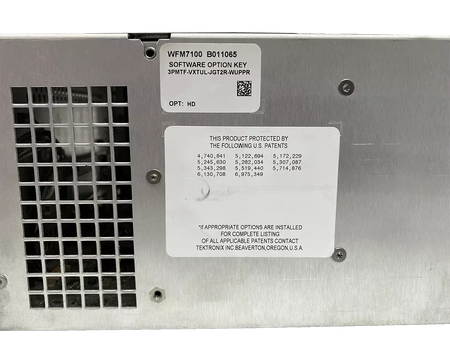 WFM7100 B011065
SOFTWARE OPTION KEY
3PMTF-VXTUL-JGT2R-WUPPR
OPT: HD
THIS PRODUCT PROTECTED BY
THE FOLLOWING U.S. PATENTS
4,740,841 5,122,694 5,172,229
5,245,630 5,282,034 5,307,087
5,343,298 5,519,440 5,714,876
6,130,708 6,975,349
*IF APPROPRIATE OPTIONS ARE INSTALLED
FOR COMPLETE LISTING
OF ALL APPLICABLE PATENTS CONTACT
TEKTRONIX INC BEAVERTON, OREGON, U.S.A